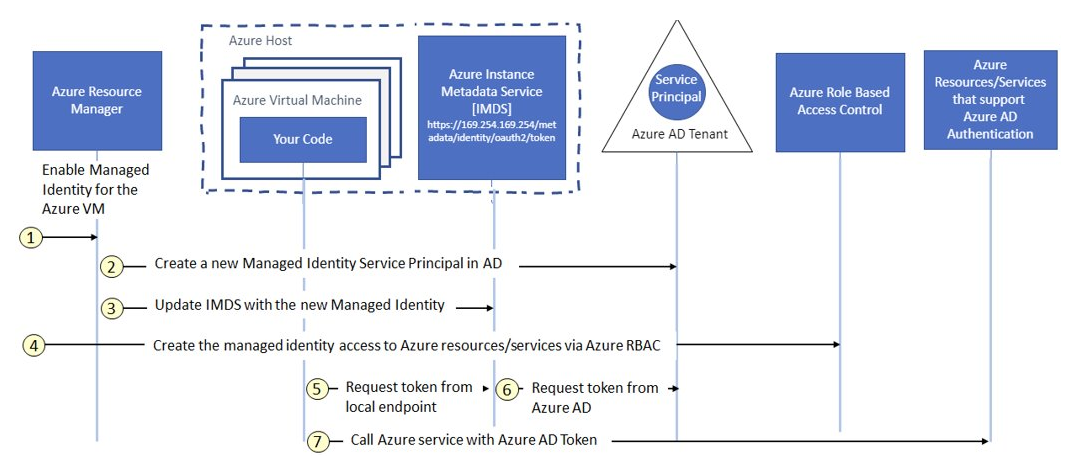 Azure Resource
Manager
Azure Host
Azure Virtual Machine
Your Code
Azure Instance
Metadata Service
[IMDS]
https://169.254.169.254/met
adata/identity/oauth2/token
Service
Principal
Azure AD Tenant
Azure Role Based
Access Control
Azure
Resources/Services
that support
Azure AD
Authentication
Enable Managed
Identity for the
Azure VM
1
2 Create a new Managed Identity Service Principal in AD
3 Update IMDS with the new Managed Identity
4 Create the managed identity access to Azure resources/services via Azure RBAC
5 Request token from
local endpoint
6 Request token from
Azure AD
7 Call Azure service with Azure AD Token